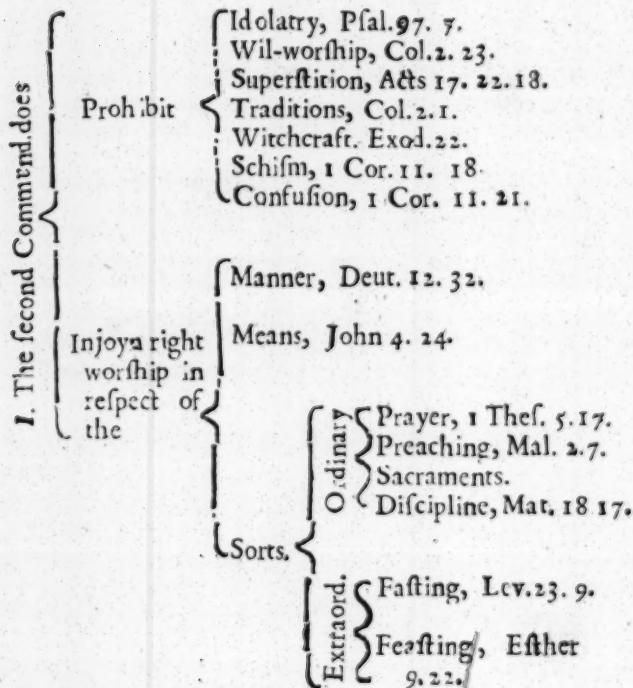 I. The ſecond Commund.does
Prohibit
Idolatry, Pſal.97. 7.
Wil-worſhip, Col.2. 23.
Superſtition, Acts 17. 22.18.
Traditions, Col.2.1.
Witchcraft. Exod.22.
Schiſm, 1 Cor. 11. 18.
Confuſion, 1 Cor. 11. 21.
Injoyn right
worſhip in
reſpect of
the
Manner, Deut. 12. 32.
Means, John 4. 24.
Sorts.
Ordinary
Prayer, 1 Theſ. 5.17.
Preaching, Mal. 2.7.
Sacraments.
Diſcipline, Mat. 18 17.
Extraord.
Faſting, Lev.23. 9.
Feaſting, Eſther
9.22.